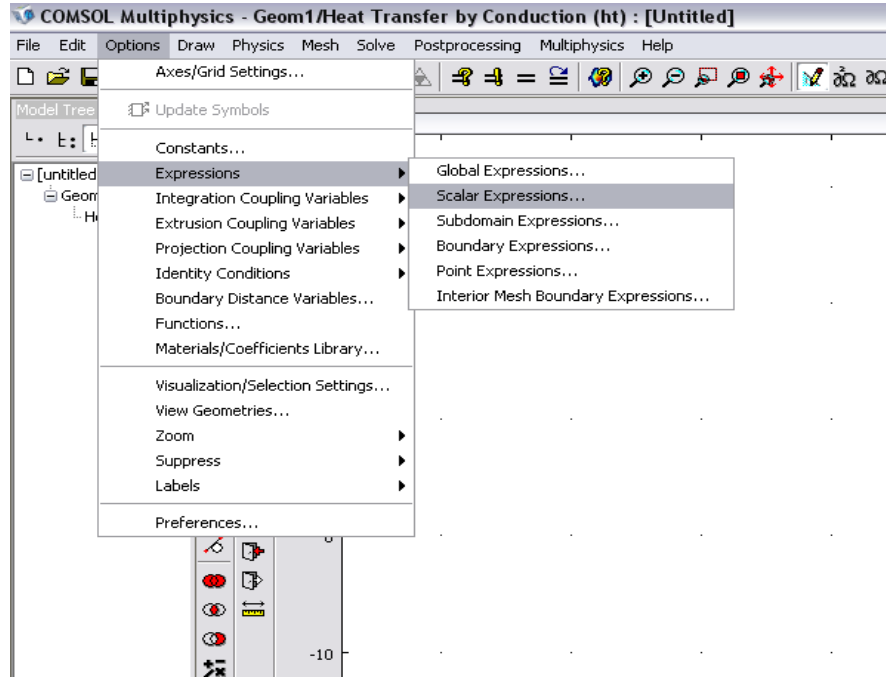 COMSOL Multiphysics - Geom1/Heat Transfer by Conduction (ht) : [Untitled]
File Edit Options Draw Physics Mesh Solve Postprocessing Multiphysics Help
Axes/Grid Settings...
Model Tree
Update Symbols
Constants...
[untitled
Expressions
Global Expressions...
Geom
Integration Coupling Variables
Scalar Expressions...
Extrusion Coupling Variables
Subdomain Expressions...
Projection Coupling Variables
Boundary Expressions...
Identity Conditions
Point Expressions...
Boundary Distance Variables...
Interior Mesh Boundary Expressions...
Functions...
Materials/Coefficients Library...
Visualization/Selection Settings...
View Geometries...
Zoom
Suppress
Labels
Preferences...
-10